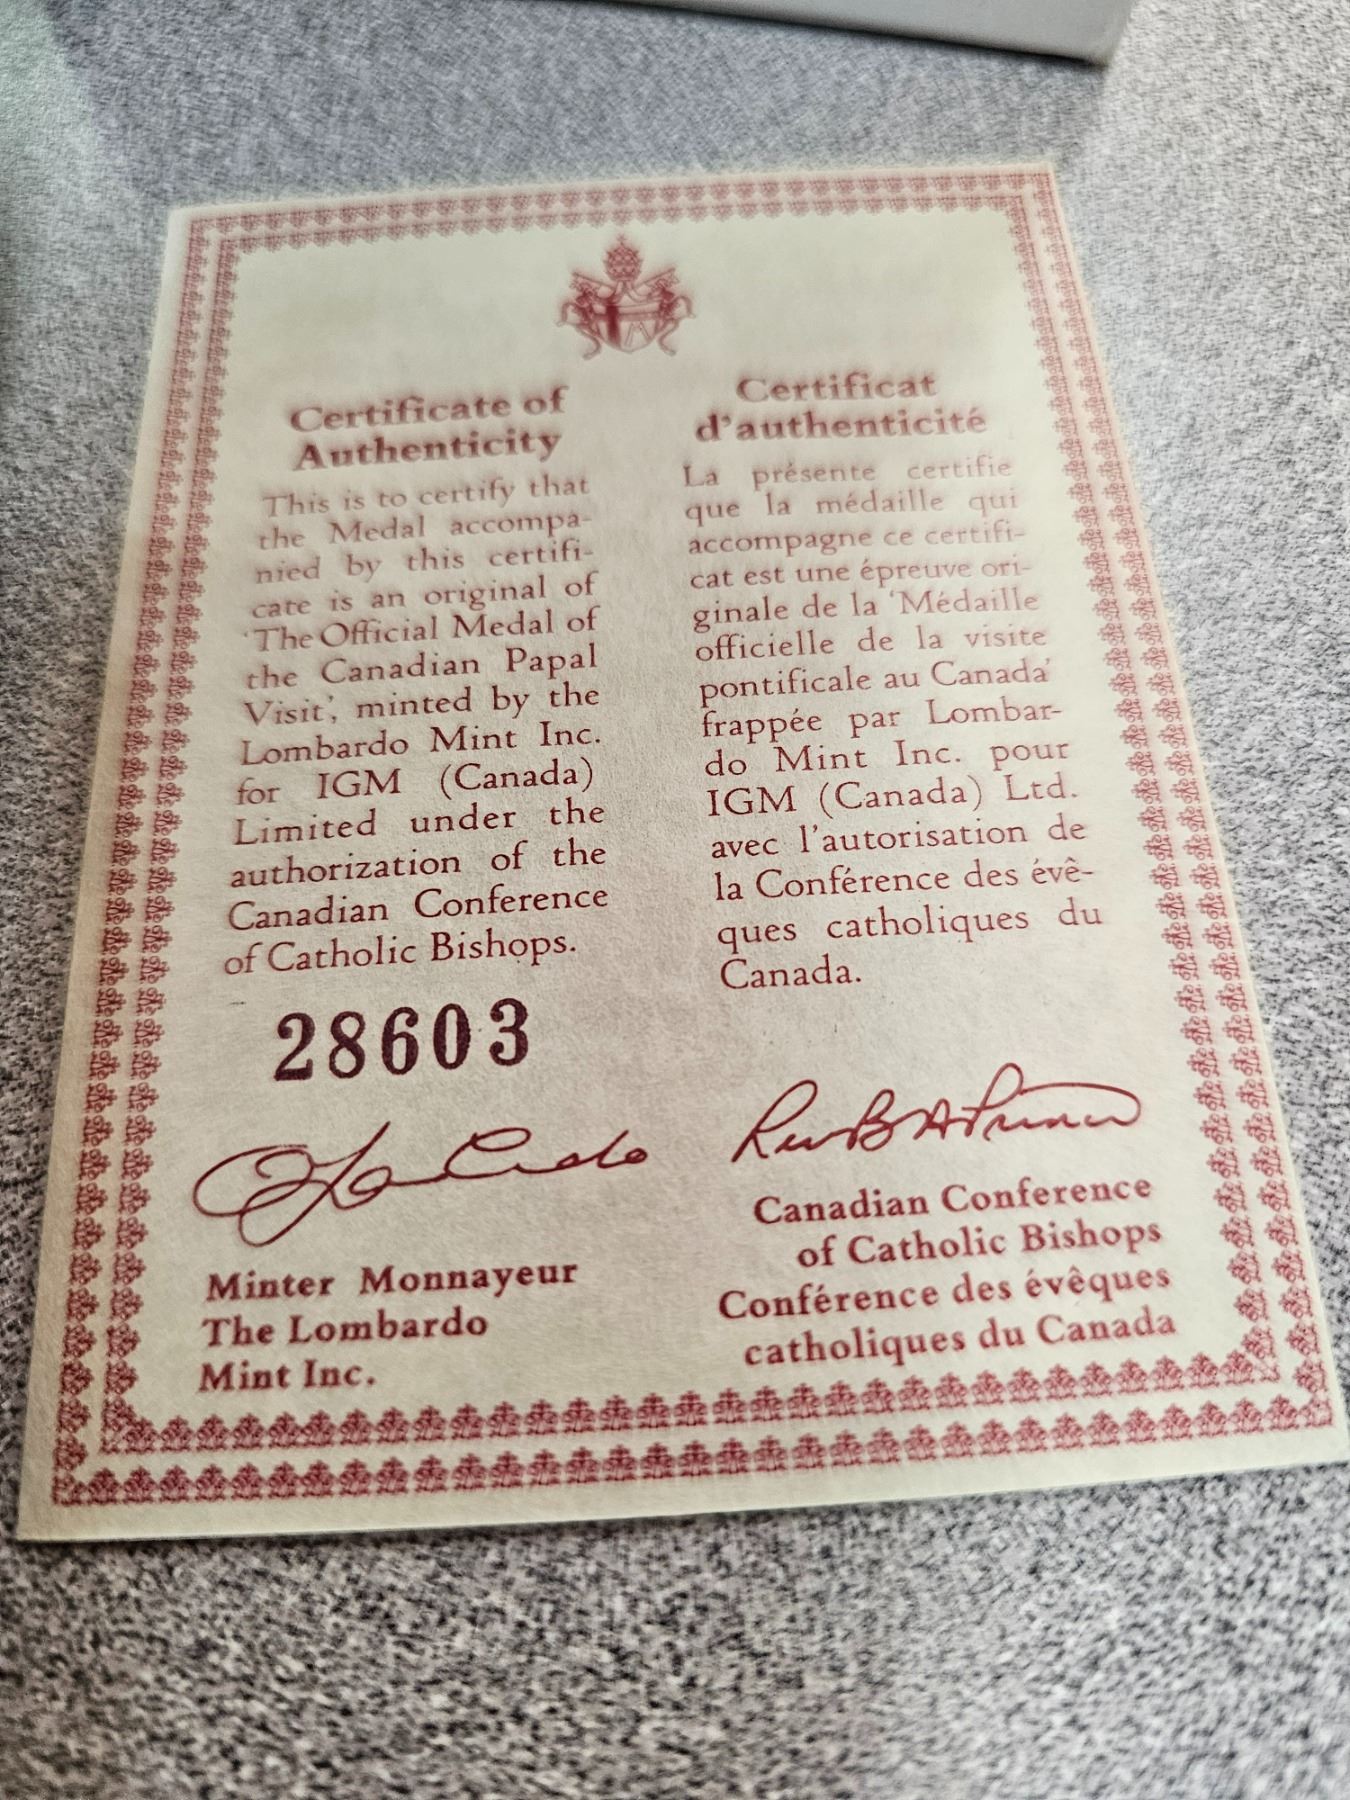 Certificate of
Authenticity
This is to certify that
the Medal accompa-
nied by this certifi-
cate is an original of
'The Official Medal of
the Canadian Papal
Visit', minted by the
Lombardo Mint Inc.
for IGM (Canada)
Limited under the
authorization of the
Canadian Conference
of Catholic Bishops.
28603
Minter Monnayeur
The Lombardo
Mint Inc.
Certificat
d'authenticité
La présente certifie
que la médaille qui
accompagne ce certifi-
cat est une épreuve ori-
ginale de la 'Médaille
officielle de la visite
pontificale au Canada'
frappée par Lombar-
do Mint Inc. pour
IGM (Canada) Ltd.
avec l'autorisation de
la Conférence des évê-
ques catholiques du
Canada.
Canadian Conference
of Catholic Bishops
Conférence des évêques
catholiques du Canada